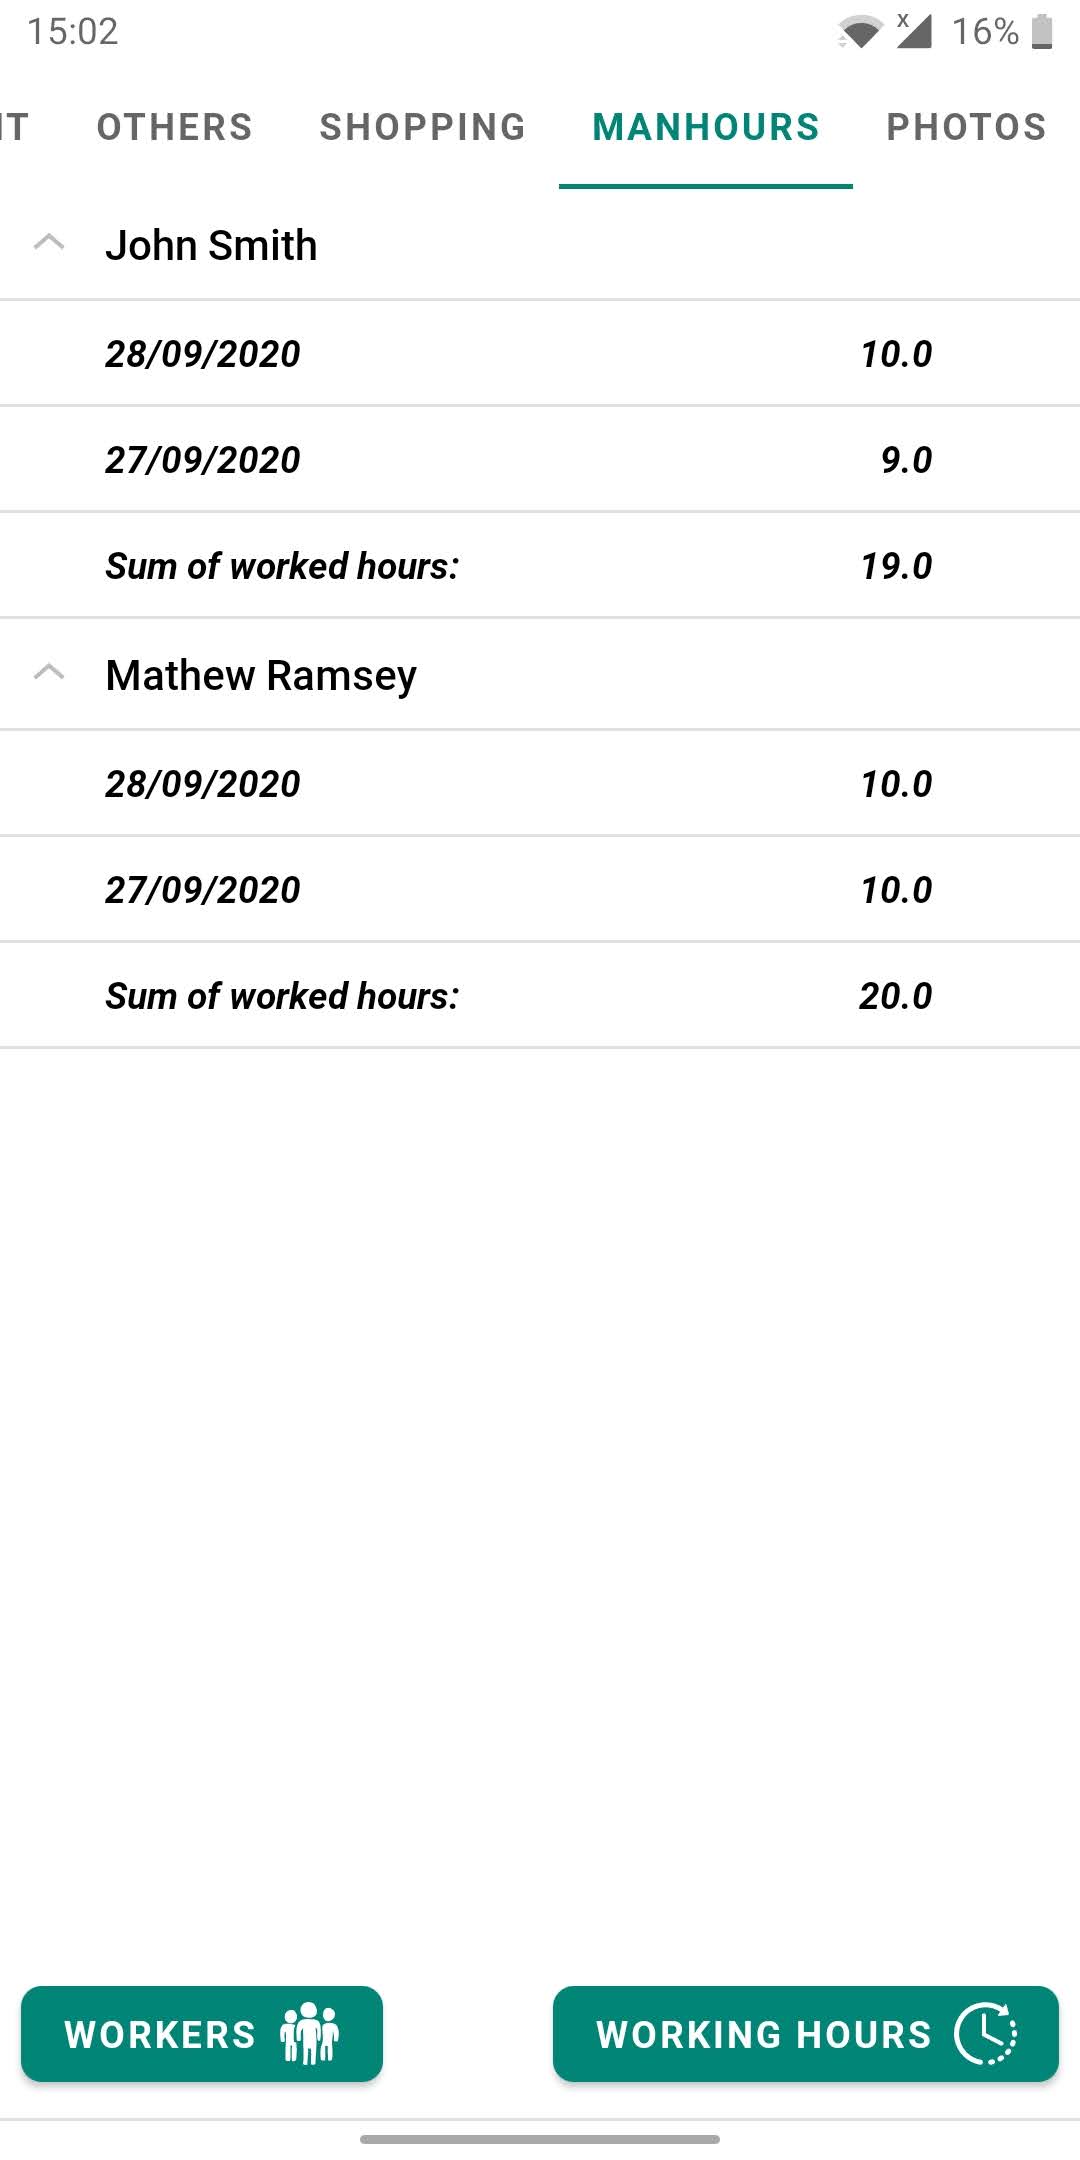 15:02 x 16%
IT OTHERS SHOPPING MANHOURS PHOTOS
John Smith
28/09/2020 10.0
27/09/2020 9.0
Sum of worked hours: 19.0
Mathew Ramsey
28/09/2020 10.0
27/09/2020 10.0
Sum of worked hours: 20.0
WORKERS WORKING HOURS